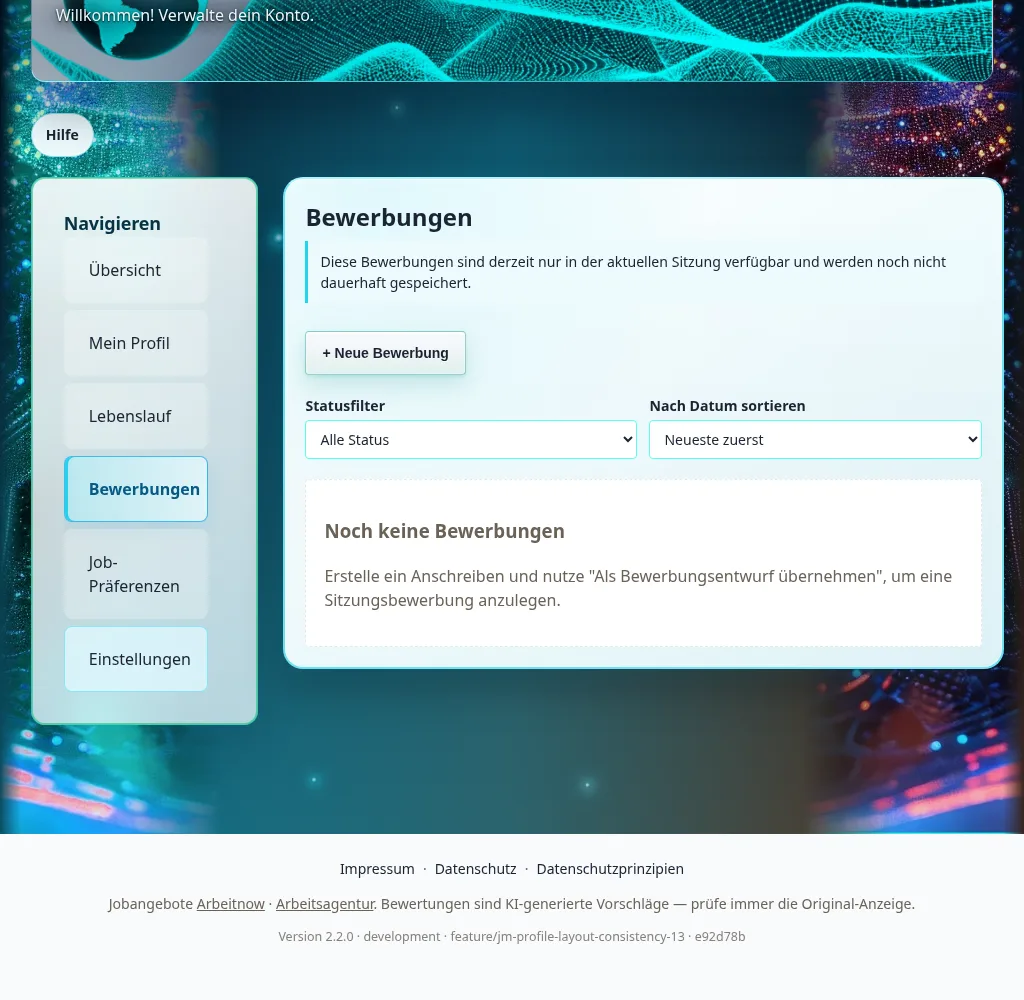 Willkommen! Verwalte dein Konto.
Hilfe
Navigieren
Übersicht
Mein Profil
Lebenslauf
Bewerbungen
Job-
Präferenzen
Einstellungen
Bewerbungen
Diese Bewerbungen sind derzeit nur in der aktuellen Sitzung verfügbar und werden noch nicht
dauerhaft gespeichert.
+ Neue Bewerbung
Statusfilter
Alle Status
Nach Datum sortieren
Neueste zuerst
Noch keine Bewerbungen
Erstelle ein Anschreiben und nutze "Als Bewerbungsentwurf übernehmen", um eine
Sitzungsbewerbung anzulegen.
Impressum · Datenschutz · Datenschutzprinzipien
Jobangebote Arbeitnow · Arbeitsagentur. Bewertungen sind KI-generierte Vorschläge — prüfe immer die Original-Anzeige.
Version 2.2.0 · development · feature/jm-profile-layout-consistency-13 · e92d78b